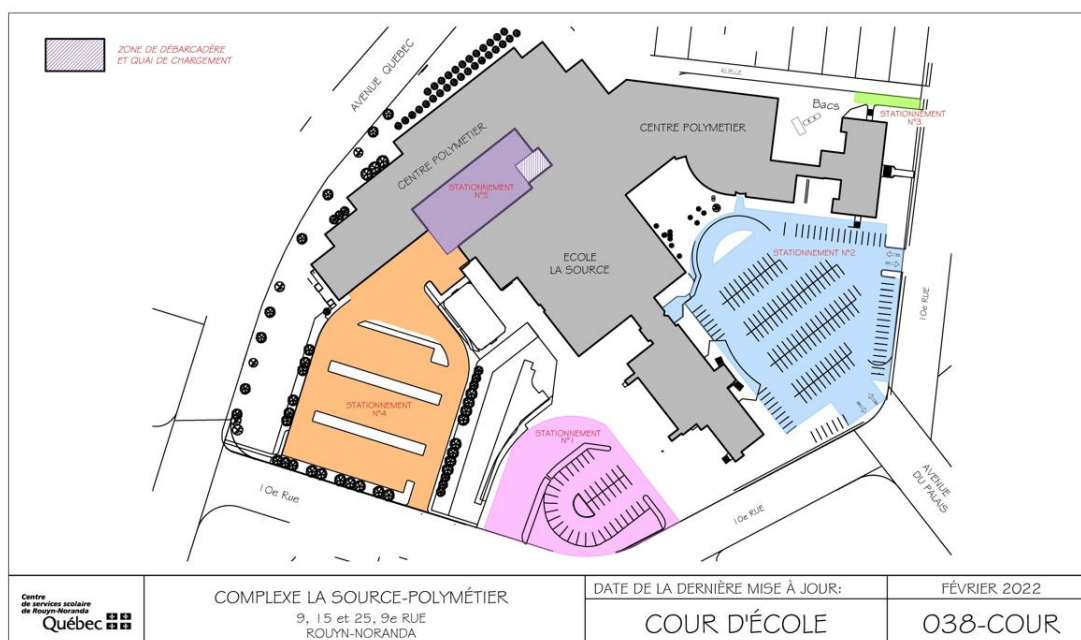 ZONE DE DÉBARCADÈRE
ET QUAI DE CHARGEMENT
AVENUE QUEBEC
RUELLE
Bacs
STATIONNEMENT
N°3
CENTRE POLYMETIER
CENTRE POLYMETIER
STATIONNEMENT
N°5
ECOLE
LA SOURCE
STATIONNEMENT N°2
10e RUE
STATIONNEMENT
N°4
STATIONNEMENT
N°1
10e Rue
10e RUE
AVENUE
DU PALAIS
Centre
de services scolaire
de Rouyn-Noranda
Québec
COMPLEXE LA SOURCE-POLYMÉTIER
9, 15 et 25, 9e RUE
ROUYN-NORANDA
DATE DE LA DERNIÈRE MISE À JOUR:
FÉVRIER 2022
COUR D'ÉCOLE
038-COUR